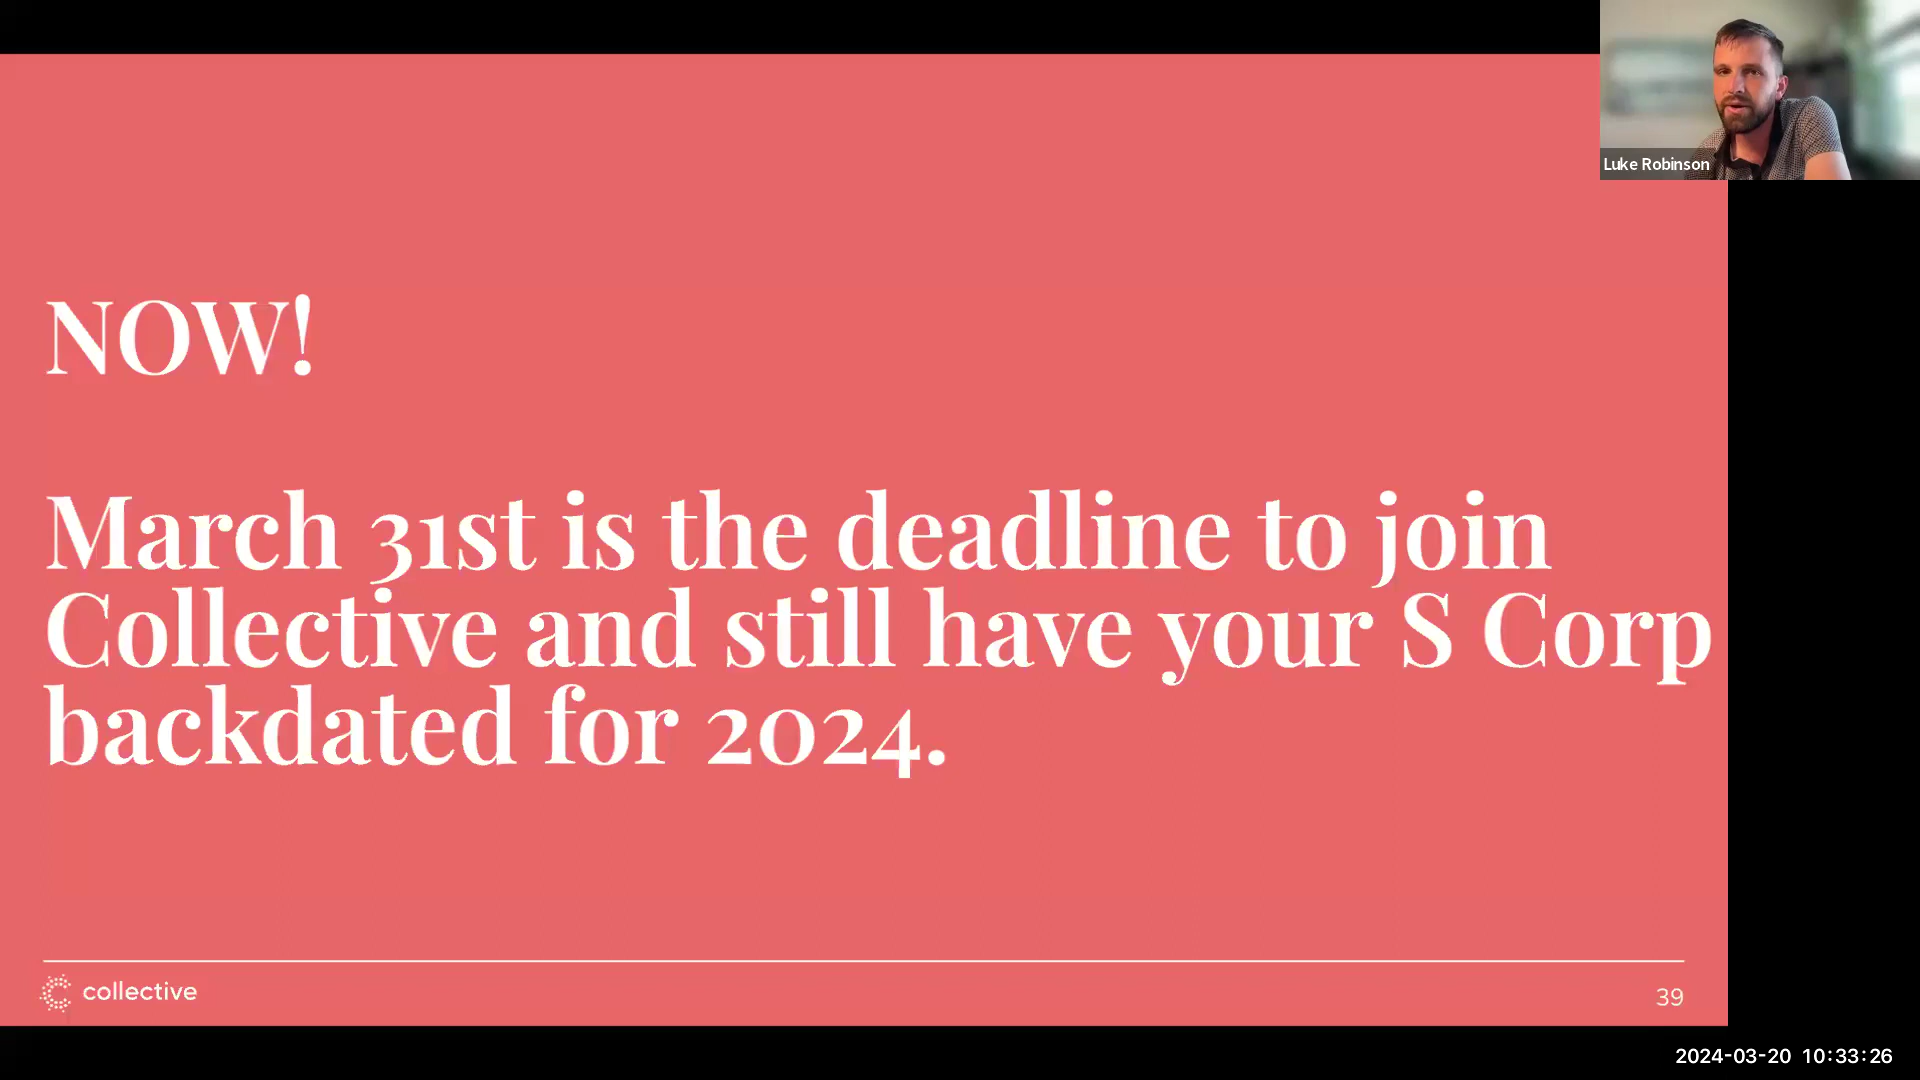 Luke Robinson
NOW!
March 31st is the deadline to join
Collective and still have your S Corp
backdated for 2024.
collective
39
2024-03-20 10:33:26